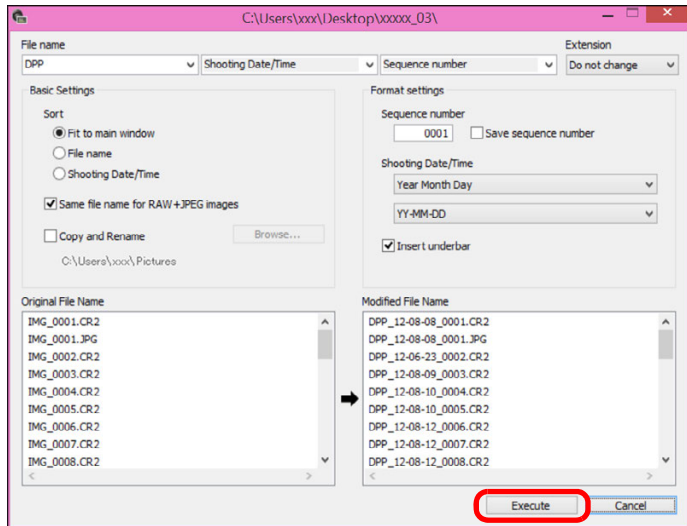 C:\Users\xxx\Desktop\xxxxx_03\
File name
Extension
DPP
Shooting Date/Time
Sequence number
Do not change
Basic Settings
Sort
Fit to main window
File name
Shooting Date/Time
Same file name for RAW+JPEG images
Copy and Rename
Browse...
C:\Users\xxx\Pictures
Format settings
Sequence number
0001
Save sequence number
Shooting Date/Time
Year Month Day
YY-MM-DD
Insert underbar
Original File Name
IMG_0001.CR2
IMG_0001.JPG
IMG_0002.CR2
IMG_0003.CR2
IMG_0004.CR2
IMG_0005.CR2
IMG_0006.CR2
IMG_0007.CR2
IMG_0008.CR2
Modified File Name
DPP_12-08-08_0001.CR2
DPP_12-08-08_0001.JPG
DPP_12-06-23_0002.CR2
DPP_12-08-09_0003.CR2
DPP_12-08-10_0004.CR2
DPP_12-08-10_0005.CR2
DPP_12-08-12_0006.CR2
DPP_12-08-12_0007.CR2
DPP_12-08-12_0008.CR2
Execute
Cancel